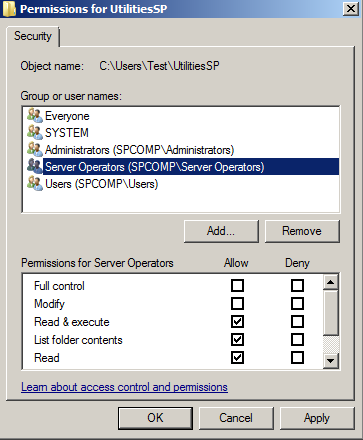 Permissions for UtilitiesSP
Security
Object name: C:\Users\Test\UtilitiesSP
Group or user names:
Everyone
SYSTEM
Administrators (SPCOMP\Administrators)
Server Operators (SPCOMP\Server Operators)
Users (SPCOMP\Users)
Add... Remove
Permissions for Server Operators Allow Deny
Full control
Modify
Read & execute
List folder contents
Read
Learn about access control and permissions
OK Cancel Apply